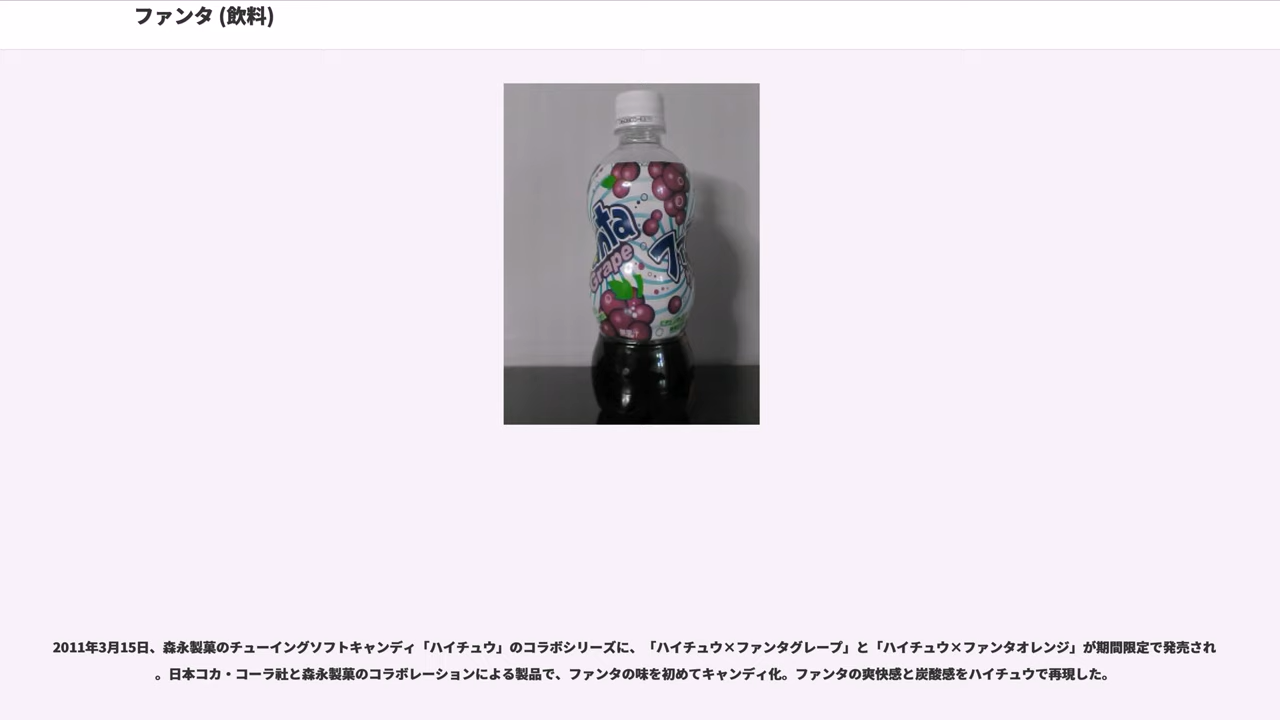 ファンタ (飲料)
nta
Grape
ファ
2011年3月15日、森永製菓のチューイングソフトキャンディ「ハイチュウ」のコラボシリーズに、「ハイチュウ×ファンタグレープ」と「ハイチュウ×ファンタオレンジ」が期間限定で発売され
。日本コカ・コーラ社と森永製菓のコラボレーションによる製品で、ファンタの味を初めてキャンディ化。ファンタの爽快感と炭酸感をハイチュウで再現した。